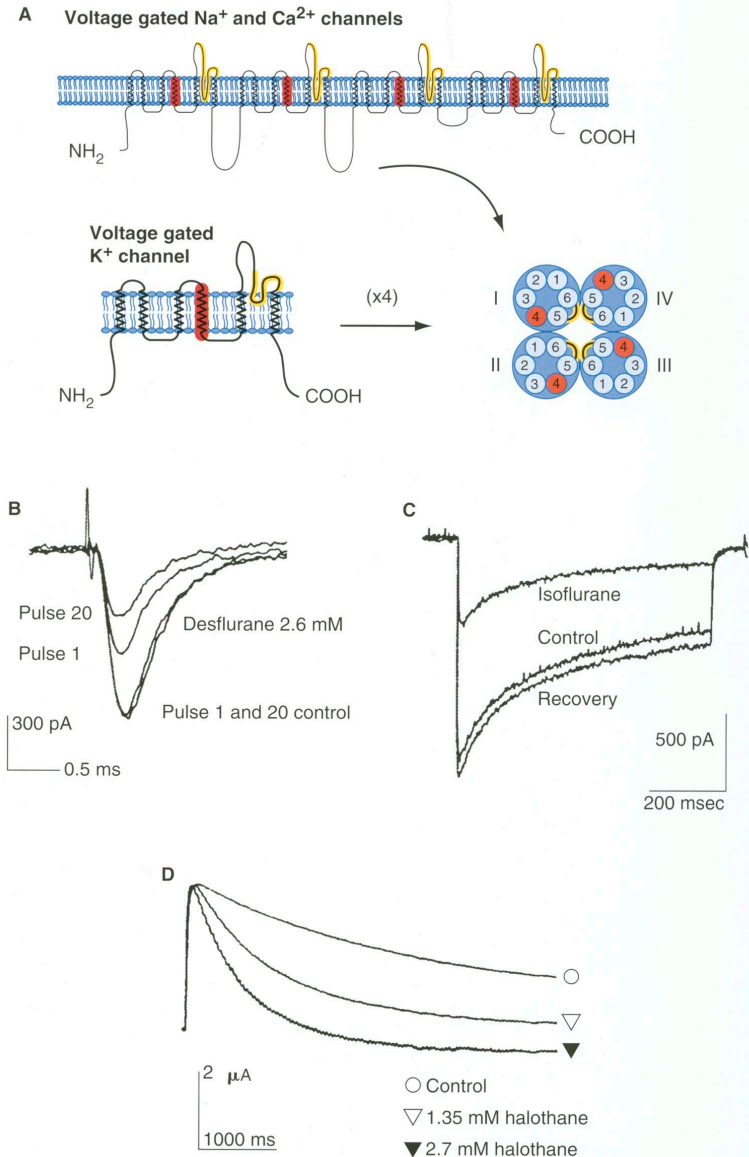 A
Voltage gated Na⁺ and Ca²⁺ channels
NH₂
COOH
Voltage gated
K⁺ channel
(x4)
NH₂
COOH
I
IV
II
III
2 1
3 6
4 5
4
5 2
6 1
1 6
2 5
3 4
5 4
6 3
1 2
B
Pulse 20
Pulse 1
Desflurane 2.6 mM
Pulse 1 and 20 control
300 pA
0.5 ms
C
Isoflurane
Control
Recovery
500 pA
200 msec
D
2 μA
1000 ms
Control
1.35 mM halothane
2.7 mM halothane